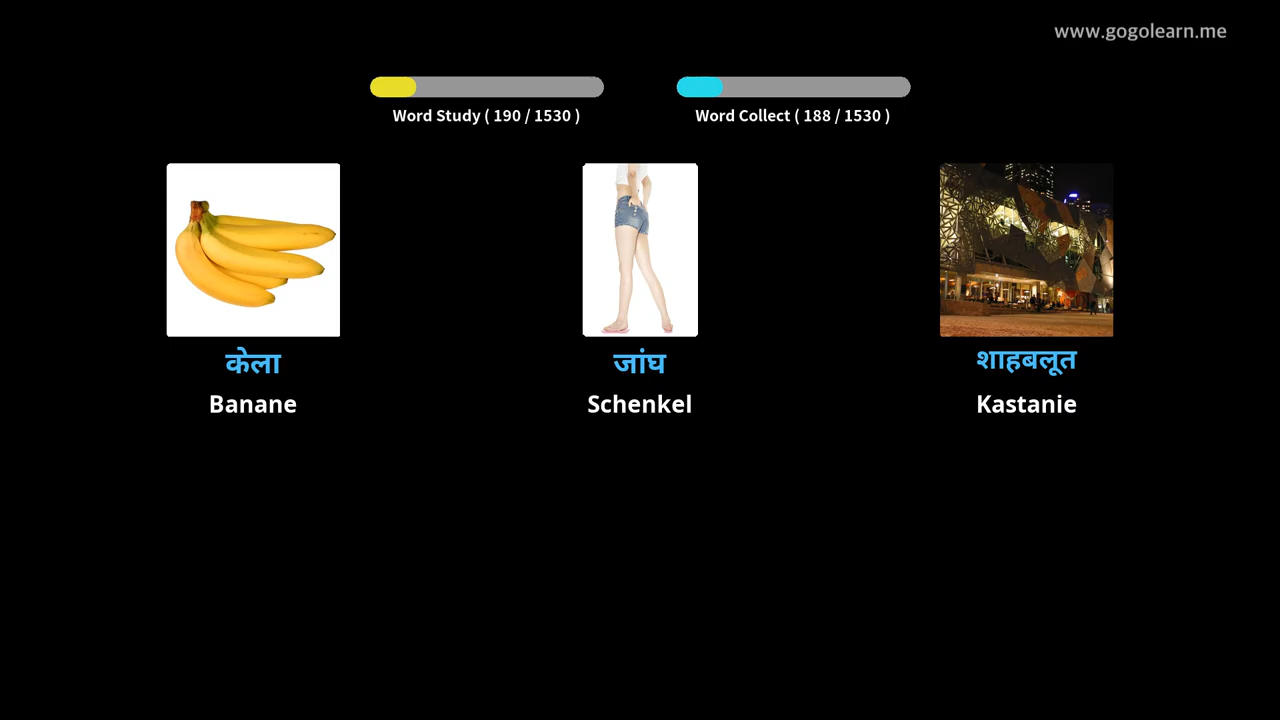 www.gogolearn.me
Word Study ( 190 / 1530 )
Word Collect ( 188 / 1530 )
केला
जांघ
शाहबलूत
Banane
Schenkel
Kastanie